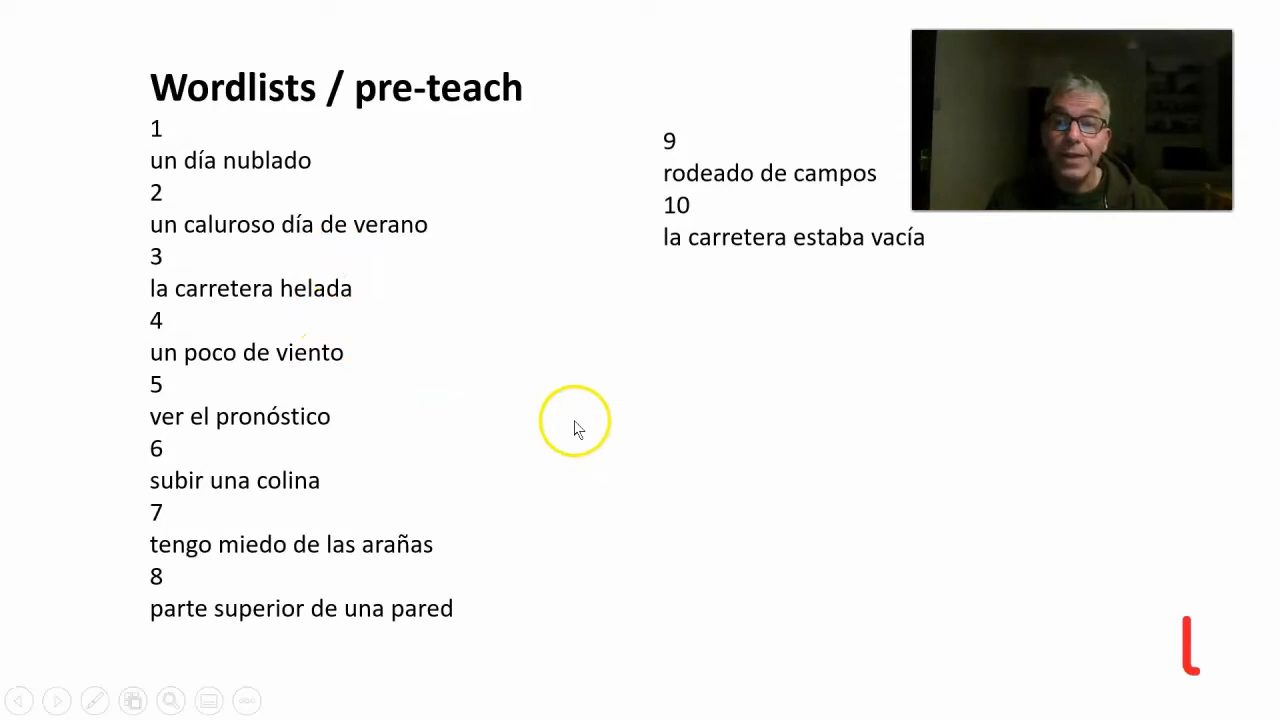 Wordlists / pre-teach
1
un día nublado
2
un caluroso día de verano
3
la carretera helada
4
un poco de viento
5
ver el pronóstico
6
subir una colina
7
tengo miedo de las arañas
8
parte superior de una pared
9
rodeado de campos
10
la carretera estaba vacía
l